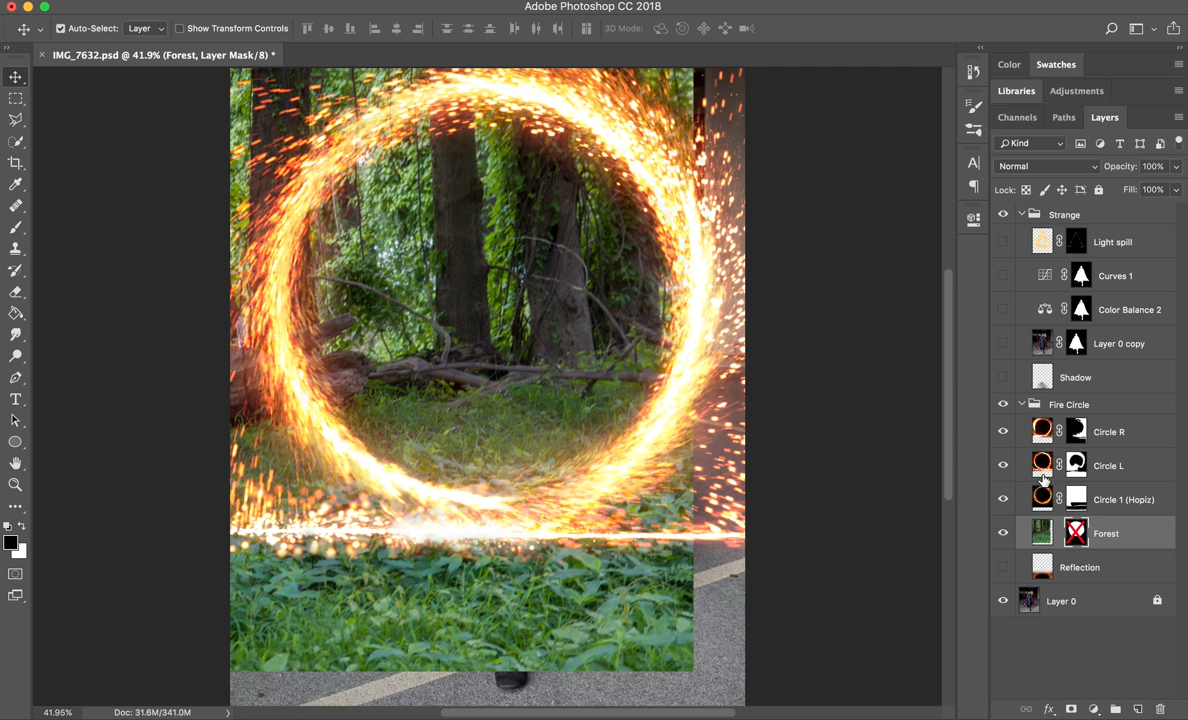 Adobe Photoshop CC 2018
Auto-Select: Layer Show Transform Controls 3D Mode:
IMG_7632.psd @ 41.9% (Forest, Layer Mask/8) *
Color Swatches
Libraries Adjustments
Channels Paths Layers
Kind
Normal Opacity: 100%
Lock: Fill: 100%
Strange
Light spill
Curves 1
Color Balance 2
Layer 0 copy
Shadow
Fire Circle
Circle R
Circle L
Circle 1 (Hopiz)
Forest
Reflection
Layer 0
41.95% Doc: 31.6M/341.0M